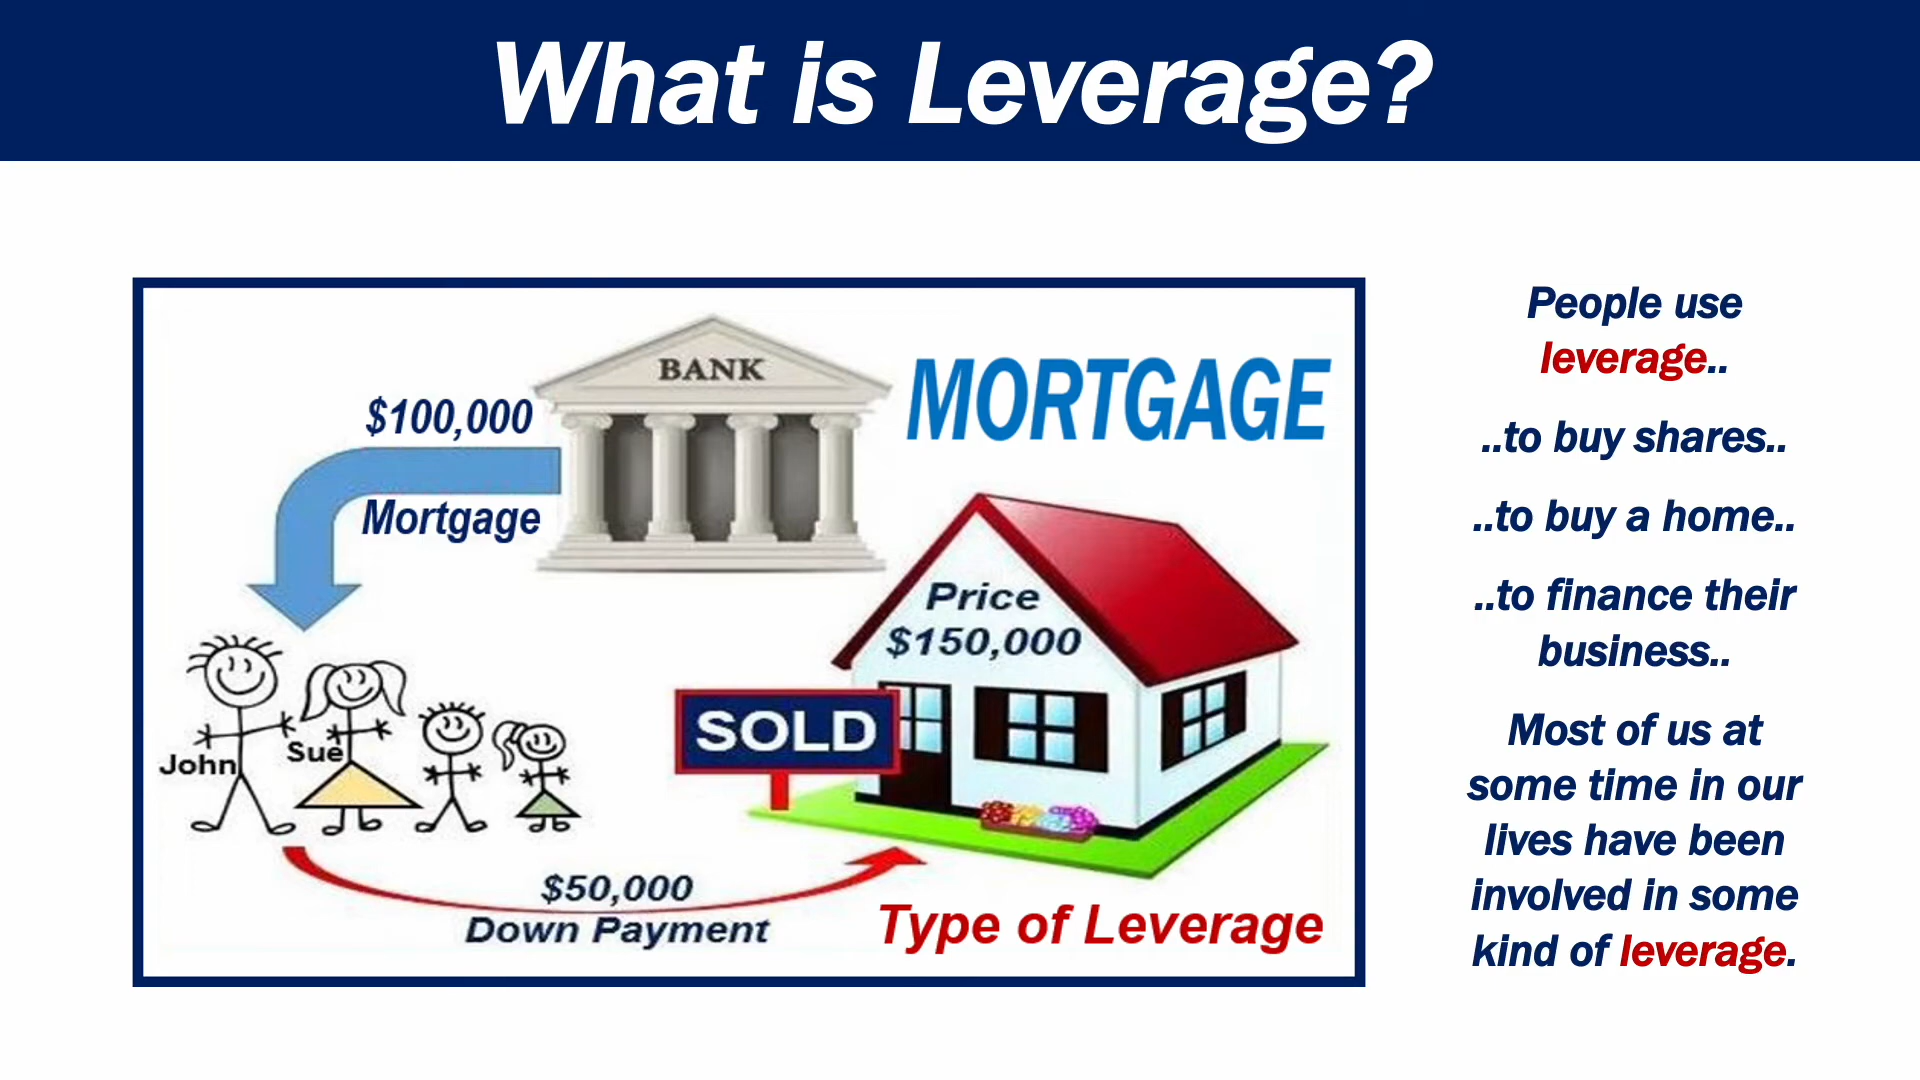 What is Leverage?
BANK
MORTGAGE
$100,000
Mortgage
Price
$150,000
SOLD
John
Sue
$50,000
Down Payment
Type of Leverage
People use
leverage..
..to buy shares..
..to buy a home..
..to finance their
business..
Most of us at
some time in our
lives have been
involved in some
kind of leverage.